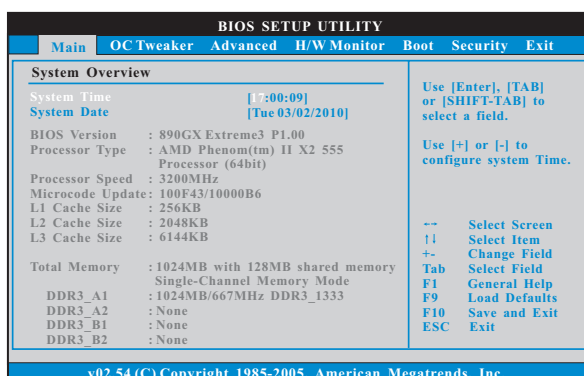 BIOS SETUP UTILITY
Main OC Tweaker Advanced H/W Monitor Boot Security Exit
System Overview
System Time [17:00:09]
System Date [Tue 03/02/2010]
BIOS Version : 890GX Extreme3 P1.00
Processor Type : AMD Phenom(tm) II X2 555
Processor (64bit)
Processor Speed : 3200MHz
Microcode Update : 100F43/10000B6
L1 Cache Size : 256KB
L2 Cache Size : 2048KB
L3 Cache Size : 6144KB
Total Memory : 1024MB with 128MB shared memory
Single-Channel Memory Mode
DDR3_A1 : 1024MB/667MHz DDR3_1333
DDR3_A2 : None
DDR3_B1 : None
DDR3_B2 : None
Use [Enter], [TAB]
or [SHIFT-TAB] to
select a field.
Use [+] or [-] to
configure system Time.
←→ Select Screen
↑↓ Select Item
+- Change Field
Tab Select Field
F1 General Help
F9 Load Defaults
F10 Save and Exit
ESC Exit
v02.54 (C) Copyright 1985-2005, American Megatrends, Inc.